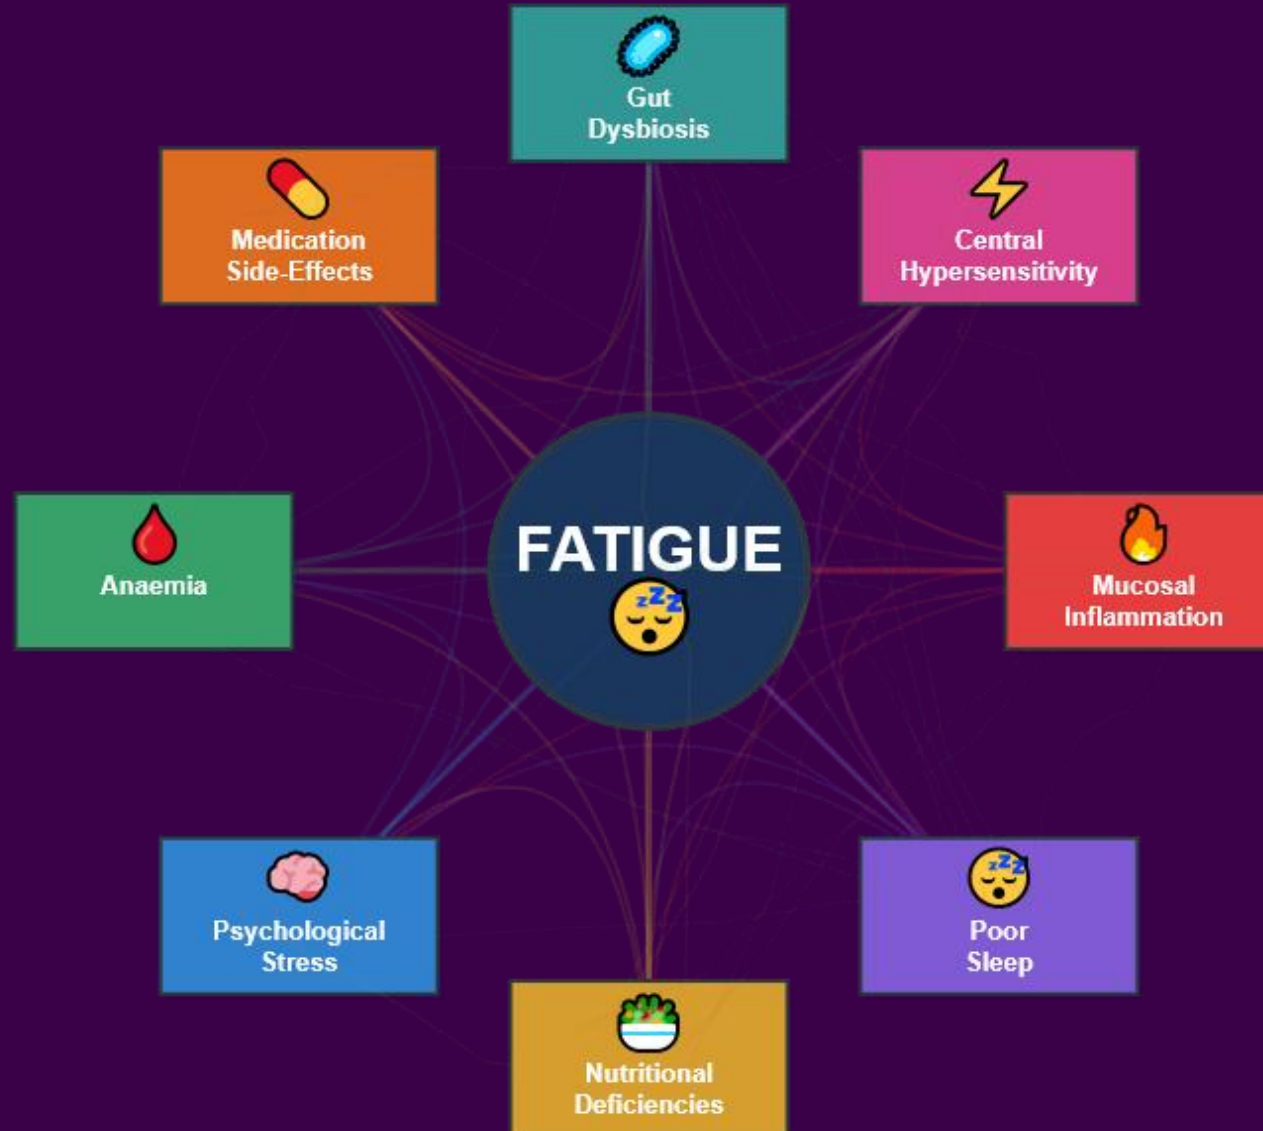 Gut
Dysbiosis
Medication
Side-Effects
Central
Hypersensitivity
FATIGUE
Anaemia
Mucosal
Inflammation
Psychological
Stress
Poor
Sleep
Nutritional
Deficiencies